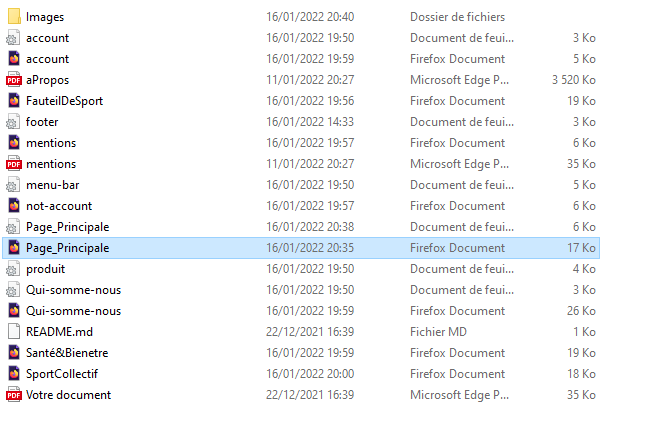 Images 16/01/2022 20:40 Dossier de fichiers
account 16/01/2022 19:50 Document de feui... 3 Ko
account 16/01/2022 19:59 Firefox Document 5 Ko
PDF aPropos 11/01/2022 20:27 Microsoft Edge P... 3 520 Ko
FauteilDeSport 16/01/2022 19:56 Firefox Document 19 Ko
footer 16/01/2022 14:33 Document de feui... 3 Ko
mentions 16/01/2022 19:57 Firefox Document 6 Ko
PDF mentions 11/01/2022 20:27 Microsoft Edge P... 35 Ko
menu-bar 16/01/2022 19:50 Document de feui... 5 Ko
not-account 16/01/2022 19:57 Firefox Document 6 Ko
Page_Principale 16/01/2022 20:38 Document de feui... 6 Ko
Page_Principale 16/01/2022 20:35 Firefox Document 17 Ko
produit 16/01/2022 19:50 Document de feui... 4 Ko
Qui-somme-nous 16/01/2022 19:50 Document de feui... 3 Ko
Qui-somme-nous 16/01/2022 19:59 Firefox Document 26 Ko
README.md 22/12/2021 16:39 Fichier MD 1 Ko
Santé&Bienetre 16/01/2022 19:59 Firefox Document 19 Ko
SportCollectif 16/01/2022 20:00 Firefox Document 18 Ko
PDF Votre document 22/12/2021 16:39 Microsoft Edge P... 35 Ko